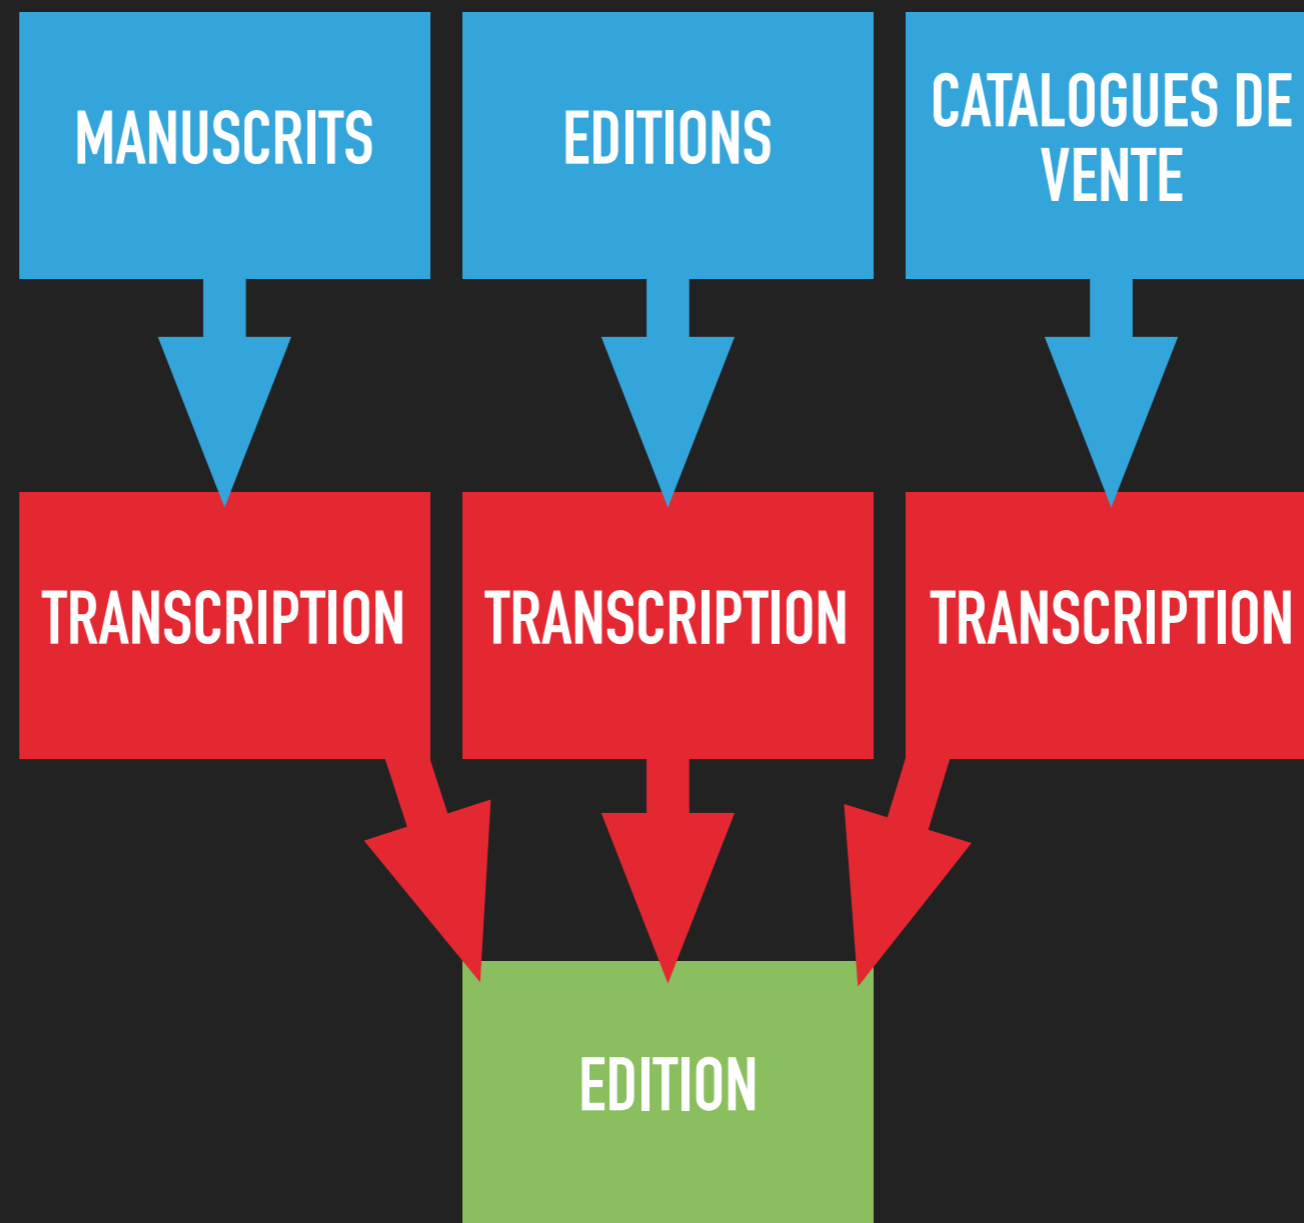 MANUSCRITS
EDITIONS
CATALOGUES DE
VENTE
TRANSCRIPTION
TRANSCRIPTION
TRANSCRIPTION
EDITION